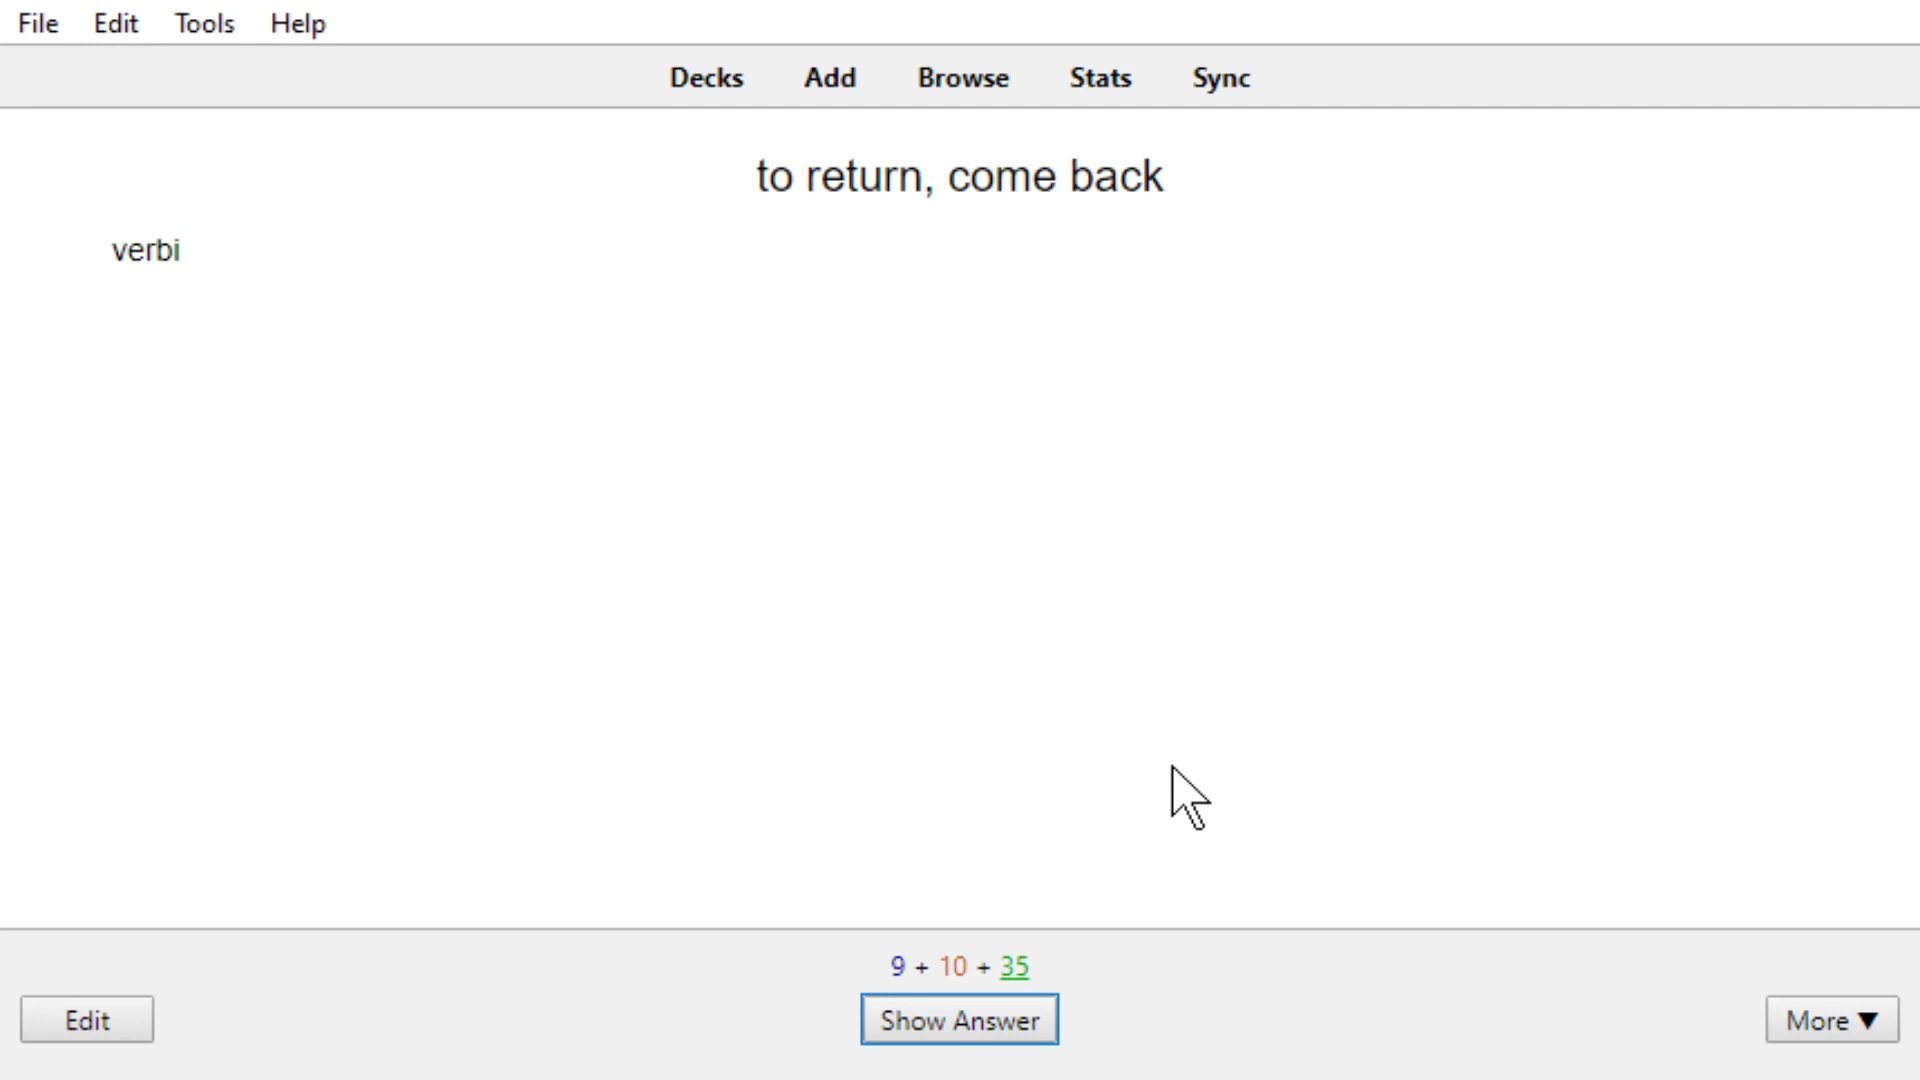 File Edit Tools Help
Decks Add Browse Stats Sync
to return, come back
verbi
9 + 10 + 35
Edit Show Answer More ▼